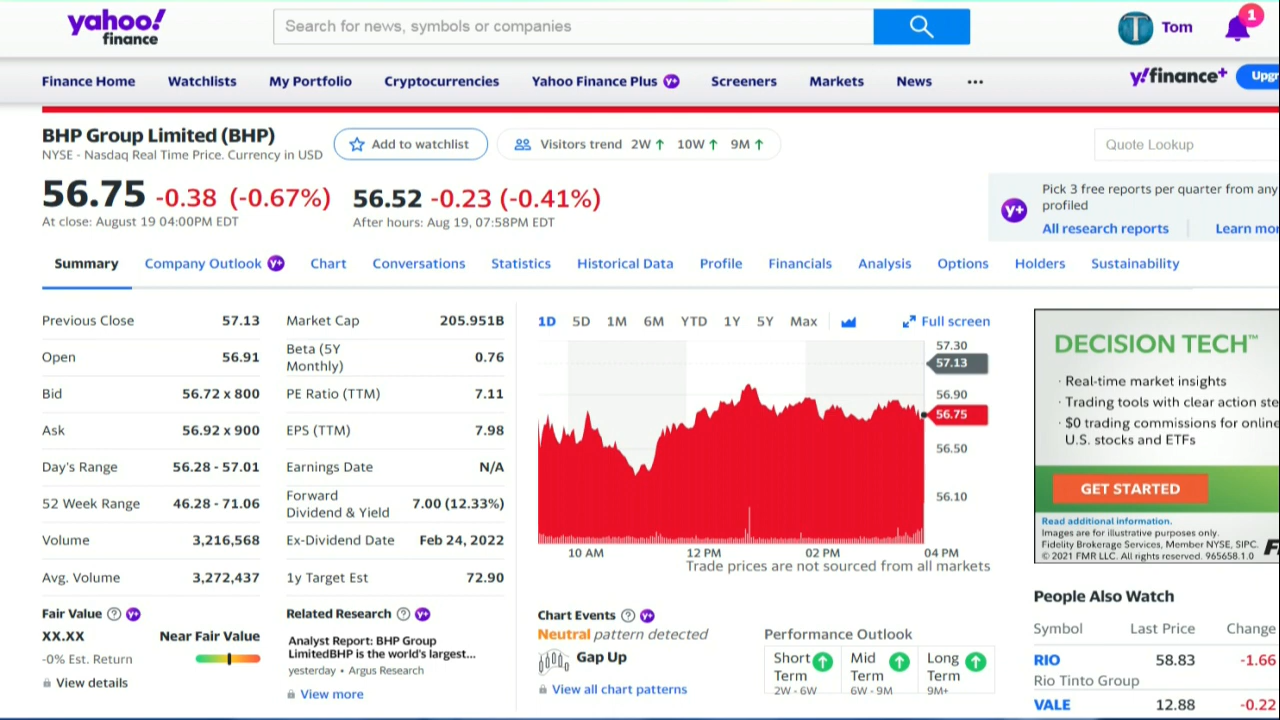 yahoo!
finance
Search for news, symbols or companies
T
Tom
1
Finance Home
Watchlists
My Portfolio
Cryptocurrencies
Yahoo Finance Plus y+
Screeners
Markets
News
...
y!finance+
Upgr
BHP Group Limited (BHP)
NYSE - Nasdaq Real Time Price. Currency in USD
Add to watchlist
Visitors trend 2W ↑ 10W ↑ 9M ↑
Quote Lookup
56.75 -0.38 (-0.67%)
At close: August 19 04:00PM EDT
56.52 -0.23 (-0.41%)
After hours: Aug 19, 07:58PM EDT
y+
Pick 3 free reports per quarter from any
profiled
All research reports
Learn mor
Summary
Company Outlook y+
Chart
Conversations
Statistics
Historical Data
Profile
Financials
Analysis
Options
Holders
Sustainability
Previous Close 57.13
Open 56.91
Bid 56.72 x 800
Ask 56.92 x 900
Day's Range 56.28 - 57.01
52 Week Range 46.28 - 71.06
Volume 3,216,568
Avg. Volume 3,272,437
Market Cap 205.951B
Beta (5Y
Monthly) 0.76
PE Ratio (TTM) 7.11
EPS (TTM) 7.98
Earnings Date N/A
Forward
Dividend & Yield 7.00 (12.33%)
Ex-Dividend Date Feb 24, 2022
1y Target Est 72.90
Fair Value ? y+
XX.XX Near Fair Value
-0% Est. Return
View details
Related Research ? y+
Analyst Report: BHP Group
LimitedBHP is the world's largest...
yesterday • Argus Research
View more
1D 5D 1M 6M YTD 1Y 5Y Max
Full screen
57.30
57.13
56.90
56.75
56.50
56.10
10 AM 12 PM 02 PM 04 PM
Trade prices are not sourced from all markets
Chart Events ? y+
Neutral pattern detected
Gap Up
View all chart patterns
Performance Outlook
Short
Term
2W - 6W
Mid
Term
6W - 9M
Long
Term
9M+
DECISION TECH™
· Real-time market insights
· Trading tools with clear action ste
· $0 trading commissions for online
U.S. stocks and ETFs
GET STARTED
Read additional information.
Images are for illustrative purposes only.
Fidelity Brokerage Services, Member NYSE, SIPC.
© 2021 FMR LLC. All rights reserved. 965658.1.0
F
People Also Watch
Symbol Last Price Change
RIO 58.83 -1.66
Rio Tinto Group
VALE 12.88 -0.22